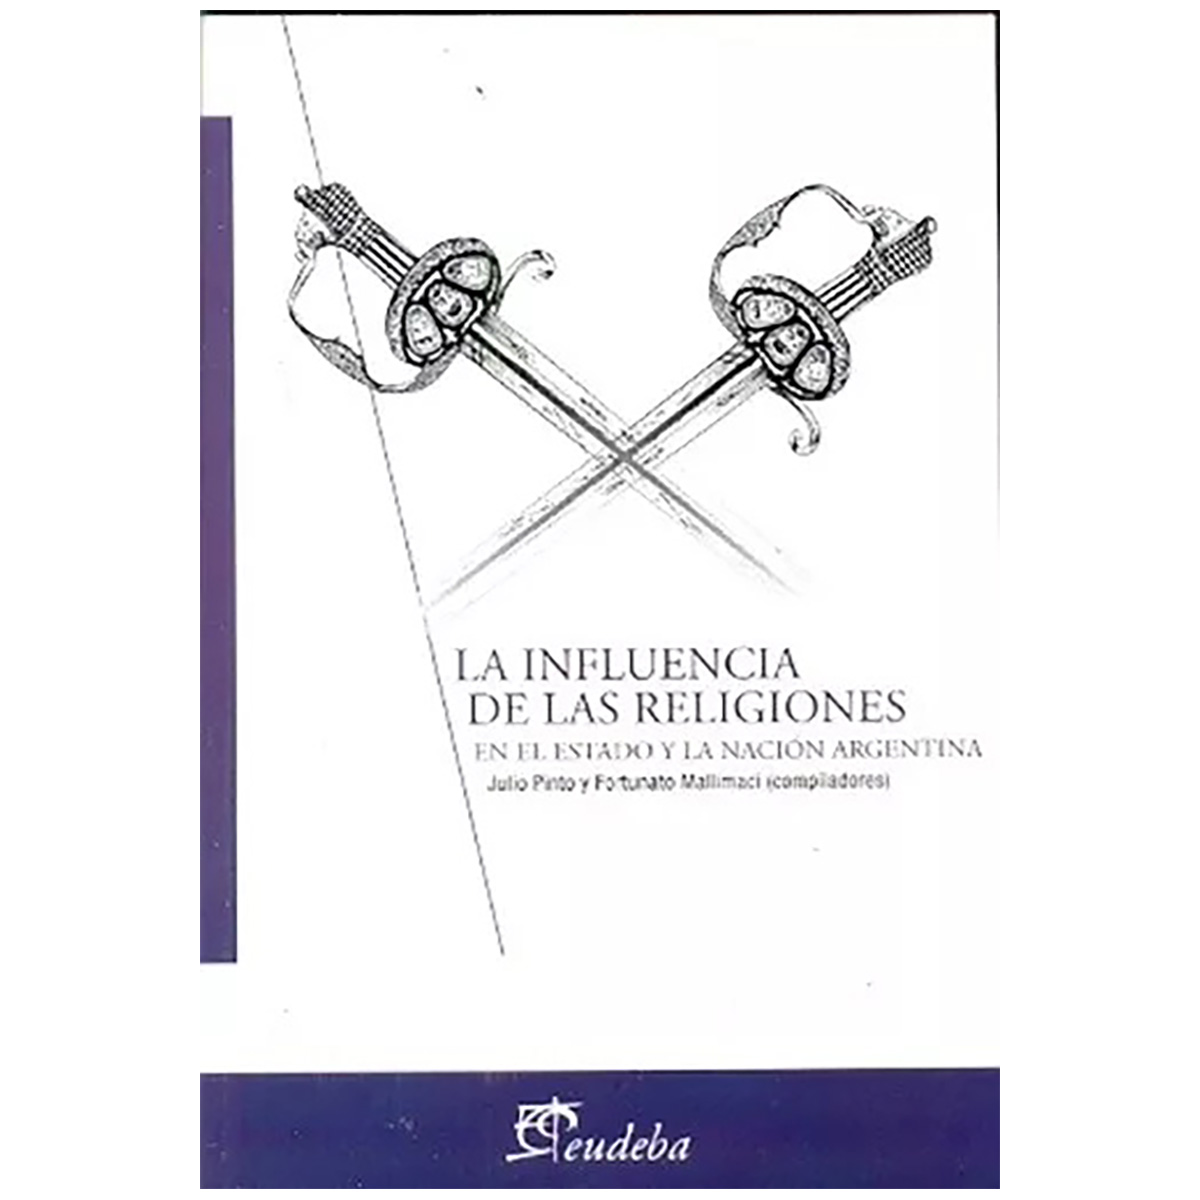 LA INFLUENCIA
DE LAS RELIGIONES
EN EL ESTADO Y LA NACIÓN ARGENTINA
Julio Pinto y Fortunato Mallimaci (compiladores)
eudeba